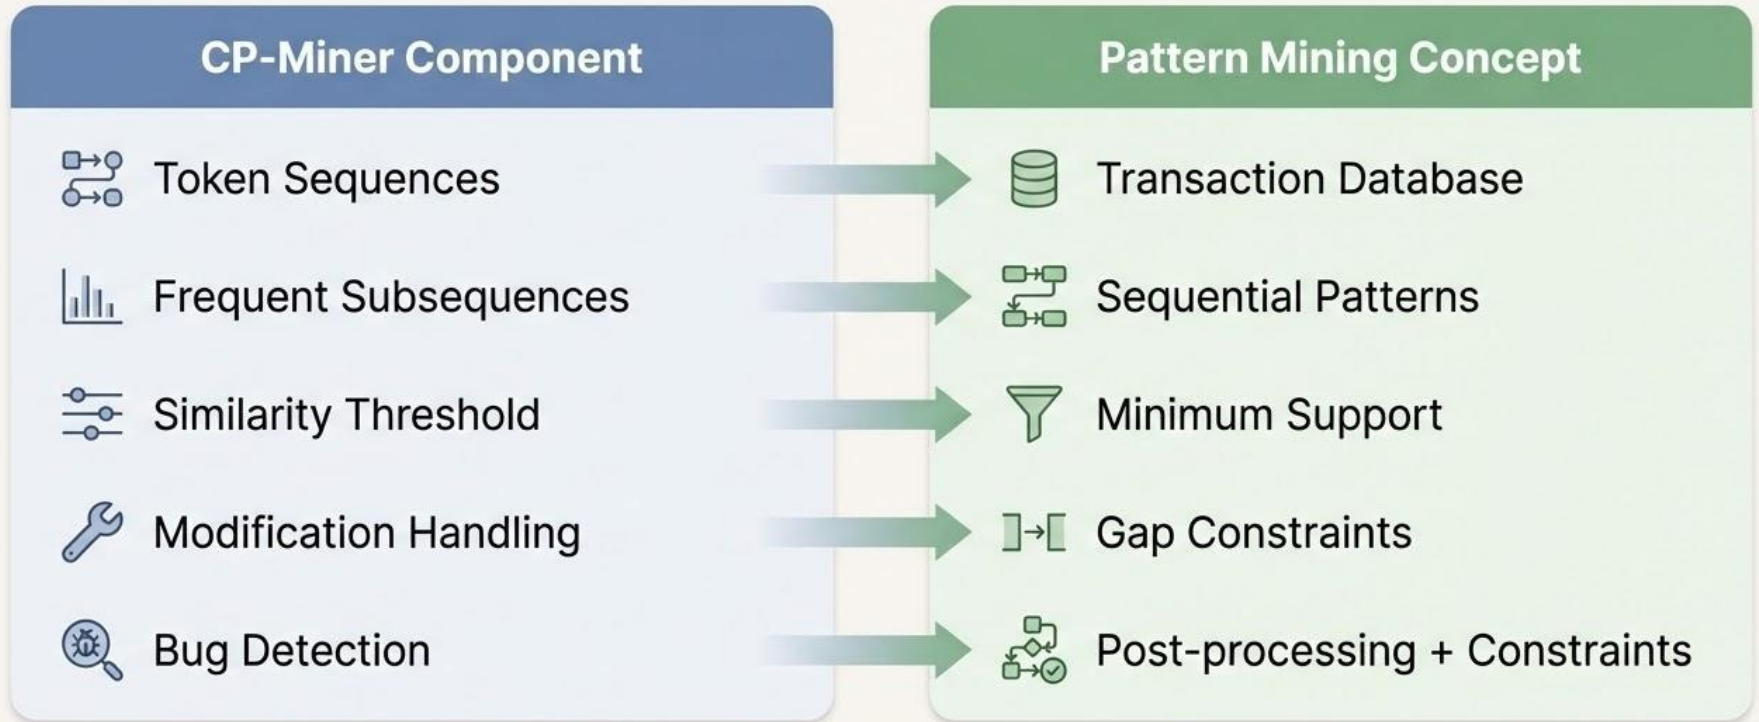 CP-Miner Component
Pattern Mining Concept
Token Sequences
Transaction Database
Frequent Subsequences
Sequential Patterns
Similarity Threshold
Minimum Support
Modification Handling
Gap Constraints
Bug Detection
Post-processing + Constraints